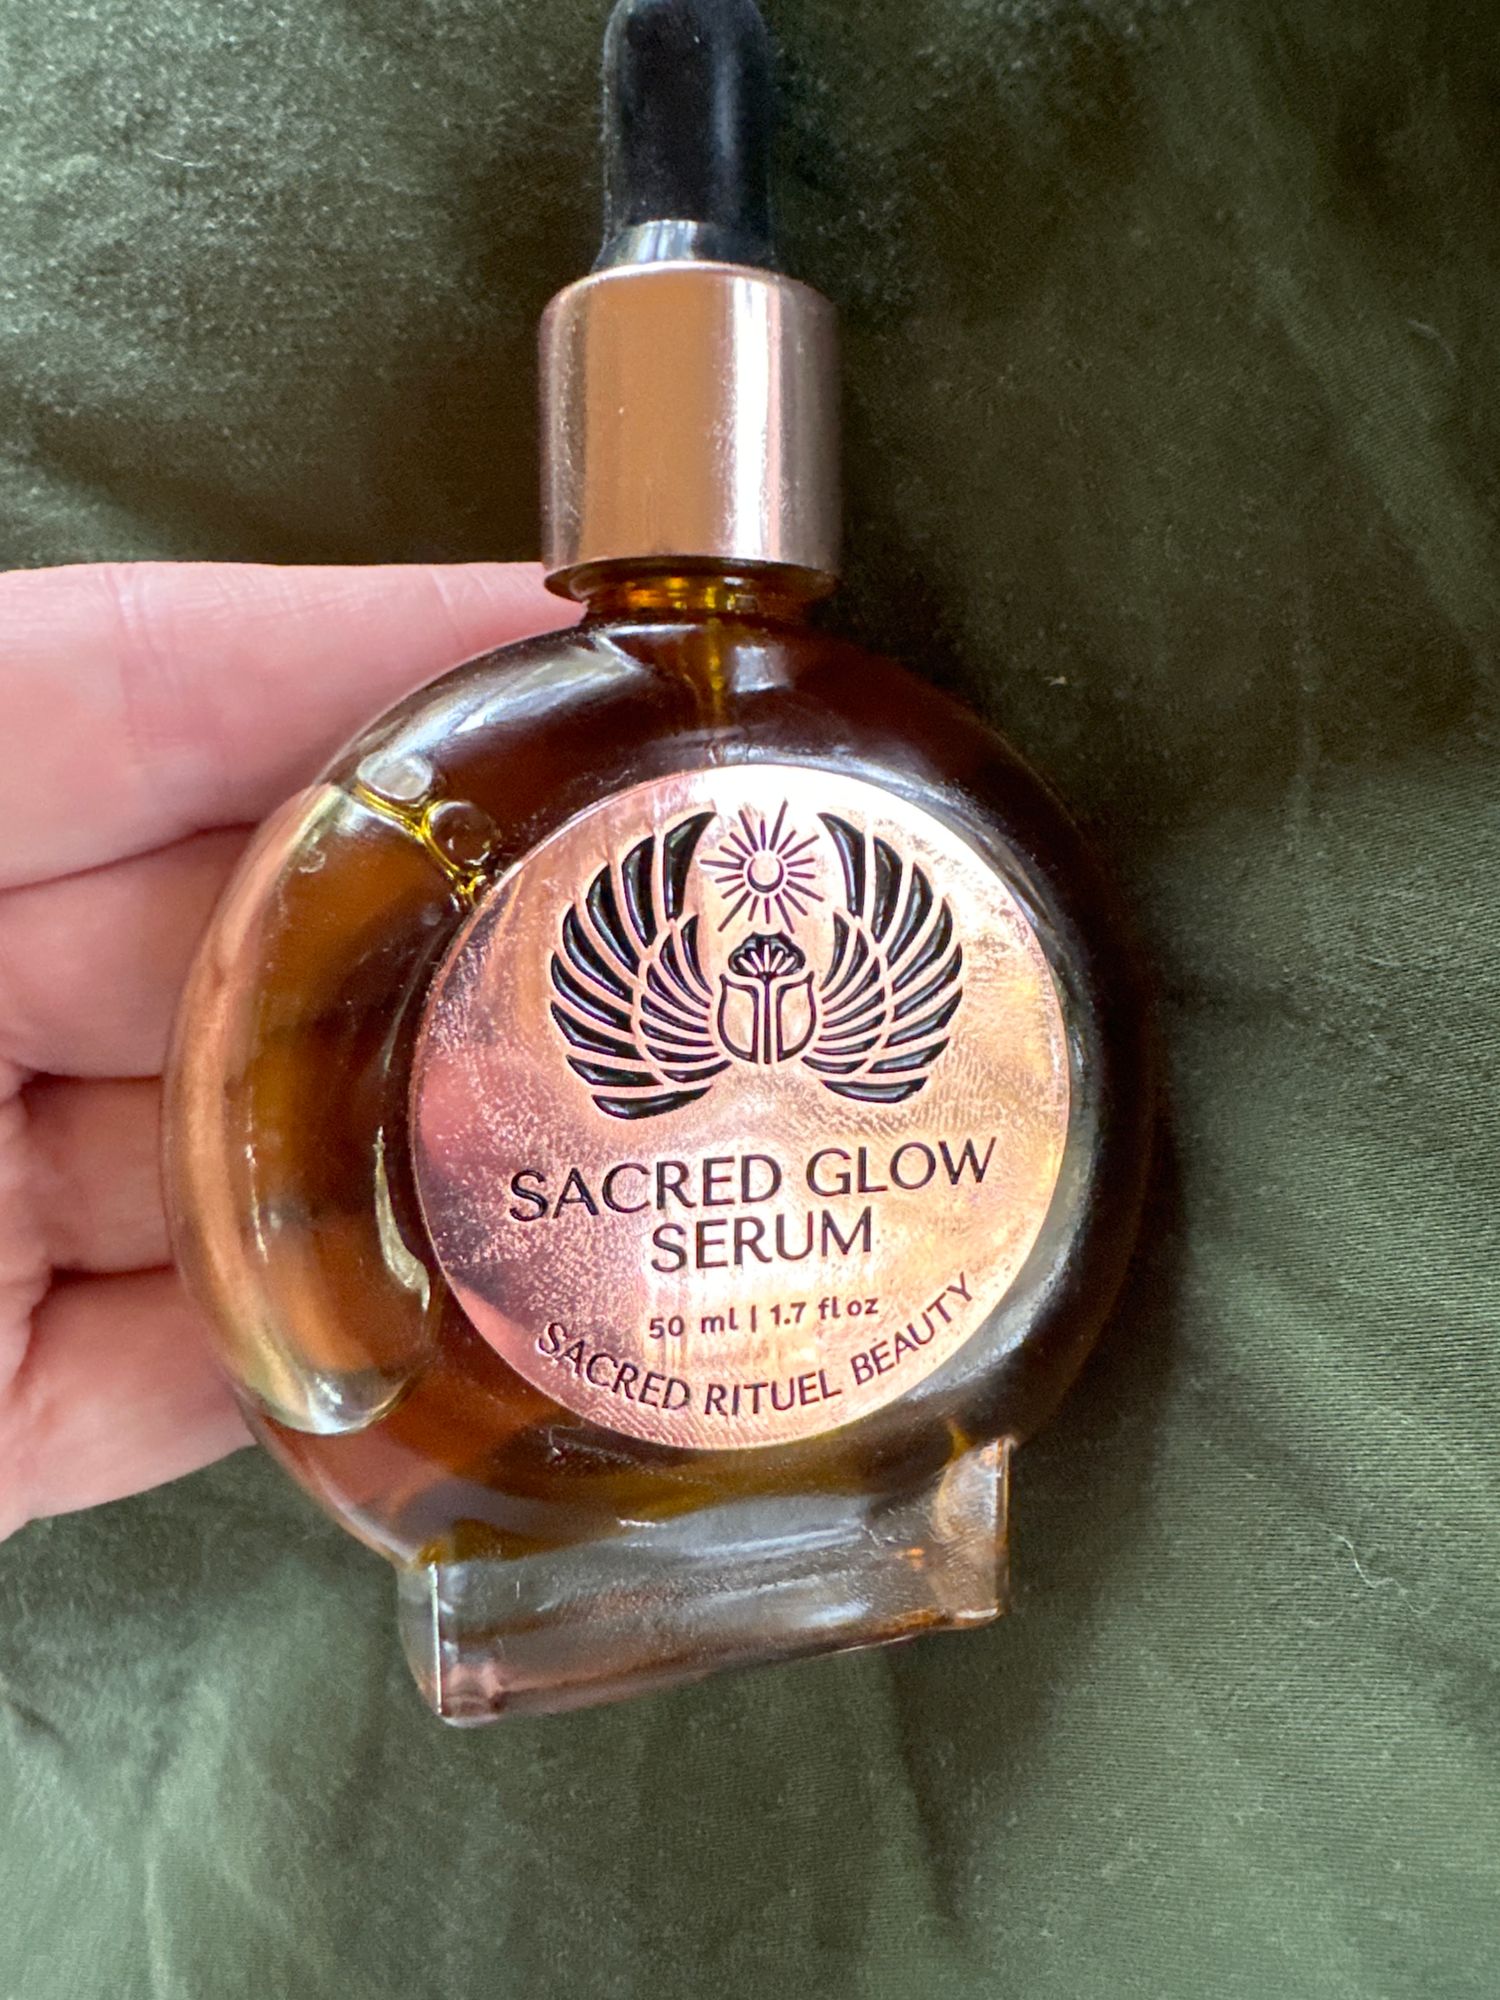 SACRED GLOW
SERUM
50 ml | 1.7 fl oz
SACRED RITUEL BEAUTY